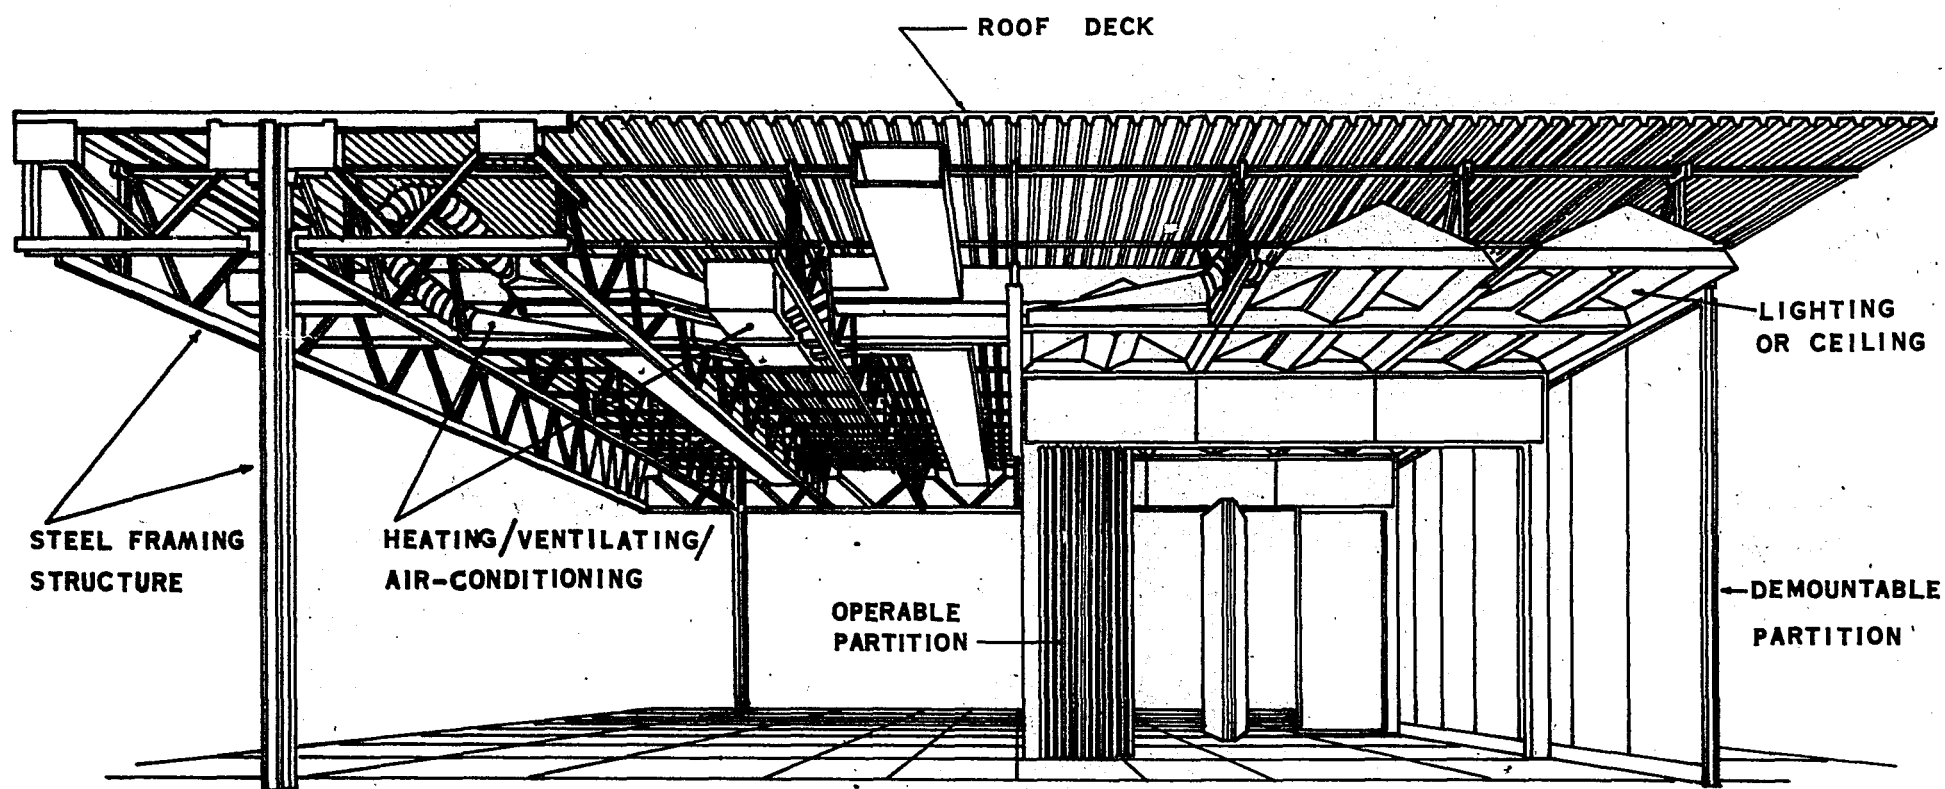 ROOF DECK
LIGHTING
OR CEILING
STEEL FRAMING
STRUCTURE
HEATING/VENTILATING/
AIR-CONDITIONING
OPERABLE
PARTITION
DEMOUNTABLE
PARTITION